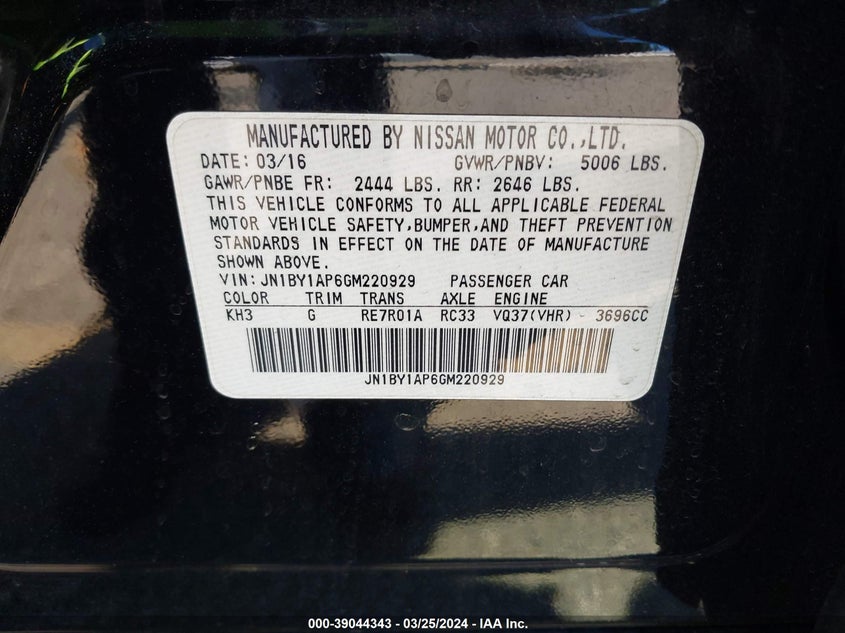 MANUFACTURED BY NISSAN MOTOR CO.,LTD.
DATE: 03/16 GVWR/PNBV: 5006 LBS.
GAWR/PNBE FR: 2444 LBS. RR: 2646 LBS.
THIS VEHICLE CONFORMS TO ALL APPLICABLE FEDERAL
MOTOR VEHICLE SAFETY,BUMPER,AND THEFT PREVENTION
STANDARDS IN EFFECT ON THE DATE OF MANUFACTURE
SHOWN ABOVE.
VIN: JN1BY1AP6GM220929 PASSENGER CAR
COLOR TRIM TRANS AXLE ENGINE
KH3 G RE7R01A RC33 VQ37(VHR) - 3696CC
JN1BY1AP6GM220929
000-39044343 - 03/25/2024 - IAA Inc.